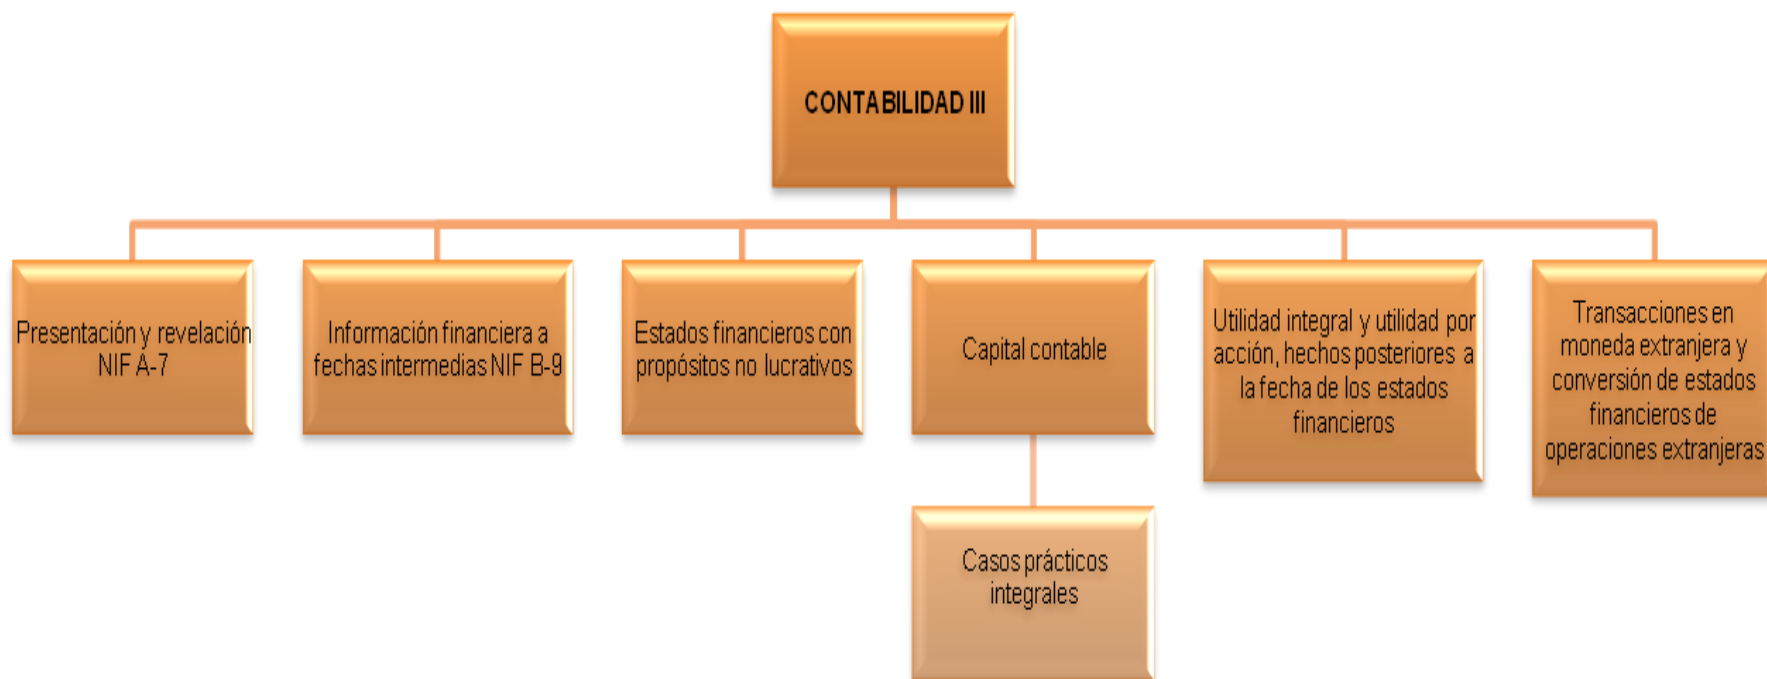 CONTABILIDAD III
Presentación y revelación
NIF A-7
Información financiera a
fechas intermedias NIF B-9
Estados financieros con
propósitos no lucrativos
Capital contable
Utilidad integral y utilidad por
acción, hechos posteriores a
la fecha de los estados
financieros
Transacciones en
moneda extranjera y
conversión de estados
financieros de
operaciones extranjeras
Casos prácticos
integrales